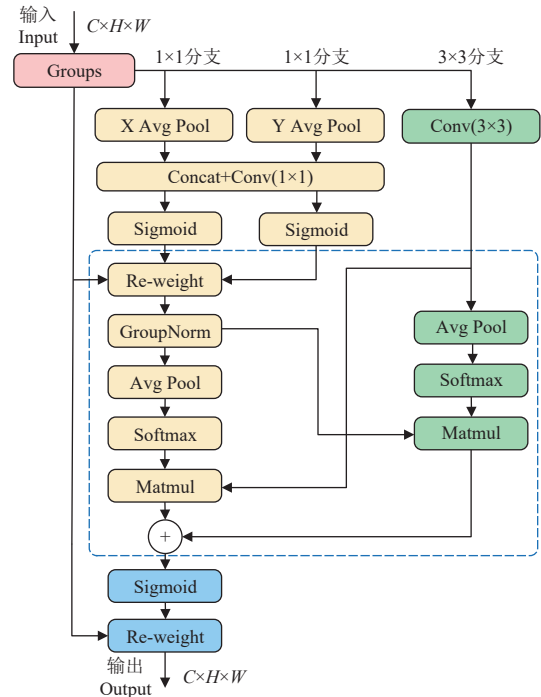 输入
Input
C×H×W
Groups
1×1分支
1×1分支
3×3分支
X Avg Pool
Y Avg Pool
Conv(3×3)
Concat+Conv(1×1)
Sigmoid
Sigmoid
Re-weight
GroupNorm
Avg Pool
Avg Pool
Softmax
Softmax
Matmul
Matmul
+
Sigmoid
Re-weight
输出
Output
C×H×W